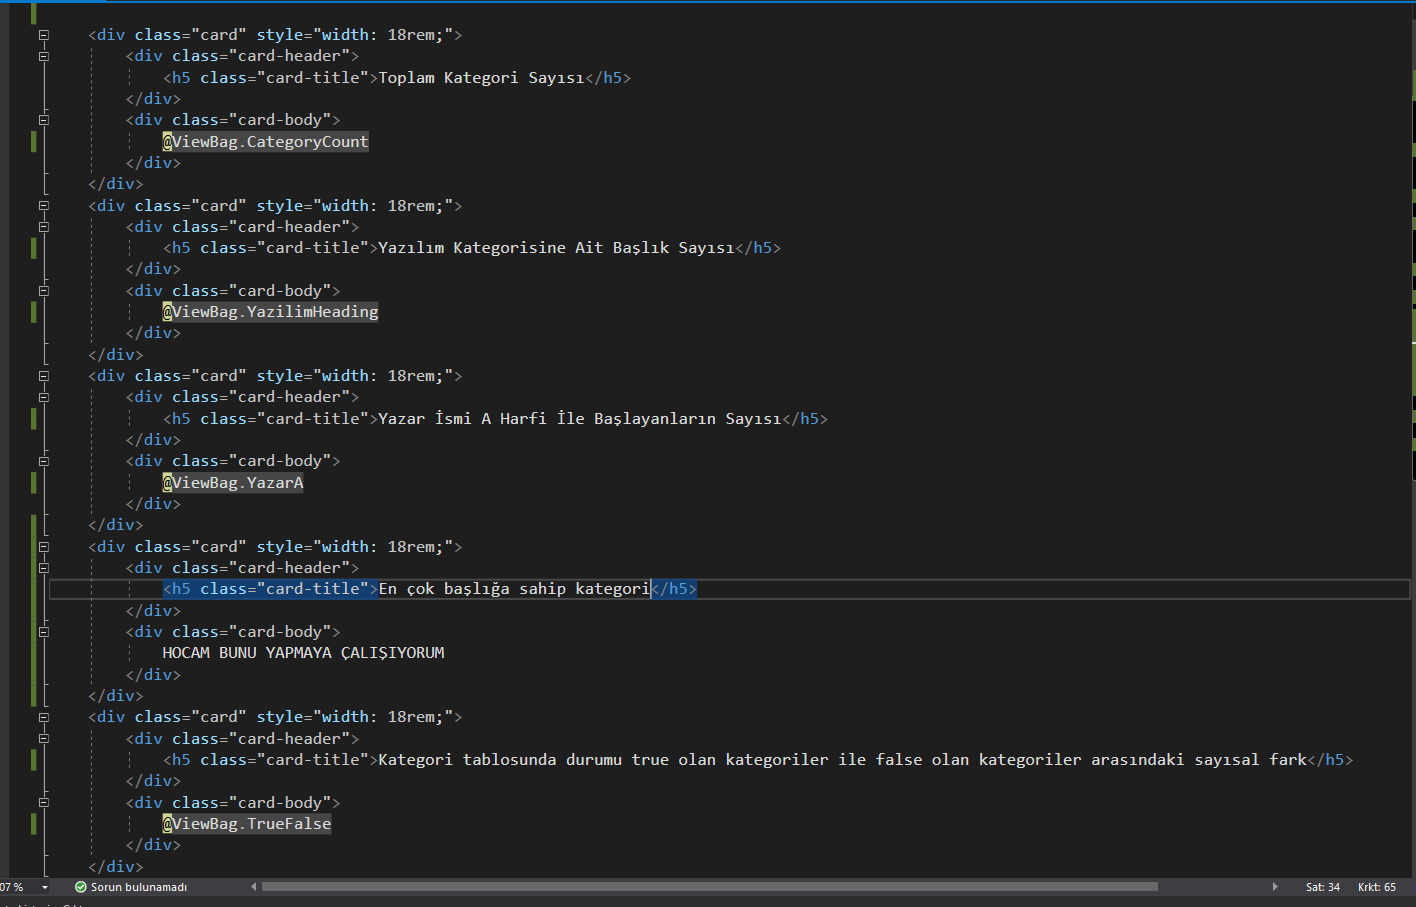 <div class="card" style="width: 18rem;">
<div class="card-header">
<h5 class="card-title">Toplam Kategori Sayısı</h5>
</div>
<div class="card-body">
@ViewBag.CategoryCount
</div>
</div>
<div class="card" style="width: 18rem;">
<div class="card-header">
<h5 class="card-title">Yazılım Kategorisine Ait Başlık Sayısı</h5>
</div>
<div class="card-body">
@ViewBag.YazilimHeading
</div>
</div>
<div class="card" style="width: 18rem;">
<div class="card-header">
<h5 class="card-title">Yazar İsmi A Harfi İle Başlayanların Sayısı</h5>
</div>
<div class="card-body">
@ViewBag.YazarA
</div>
</div>
<div class="card" style="width: 18rem;">
<div class="card-header">
<h5 class="card-title">En çok başlığa sahip kategori</h5>
</div>
<div class="card-body">
HOCAM BUNU YAPMAYA ÇALIŞIYORUM
</div>
</div>
<div class="card" style="width: 18rem;">
<div class="card-header">
<h5 class="card-title">Kategori tablosunda durumu true olan kategoriler ile false olan kategoriler arasındaki sayısal fark</h5>
</div>
<div class="card-body">
@ViewBag.TrueFalse
</div>
</div>
07 % Sorun bulunamadı Sat: 34 Krkt: 65